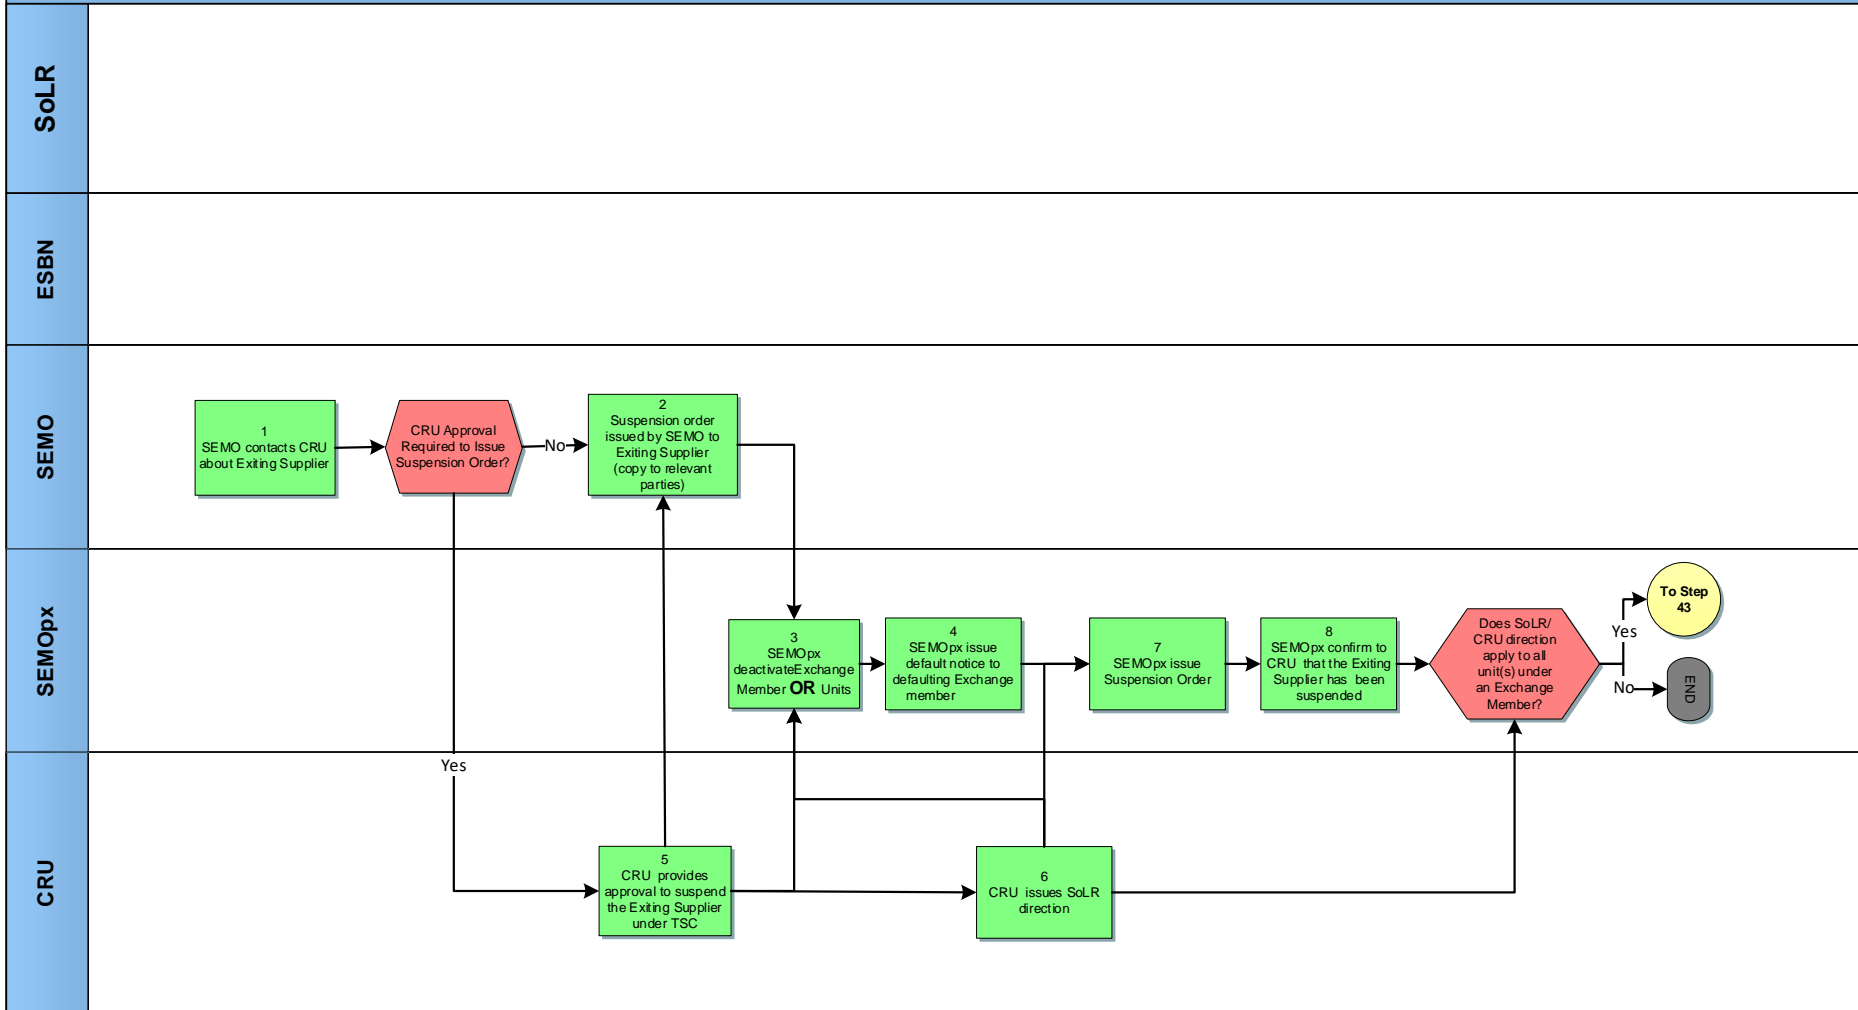 SoLR
ESBN
SEMO
1
SEMO contacts CRU
about Exiting Supplier
CRU Approval
Required to Issue
Suspension Order?
No
2
Suspension order
issued by SEMO to
Exiting Supplier
(copy to relevant
parties)
SEMOpx
3
SEMOpx
deactivateExchange
Member OR Units
4
SEMOpx issue
default notice to
defaulting Exchange
member
7
SEMOpx issue
Suspension Order
8
SEMOpx confirm to
CRU that the Exiting
Supplier has been
suspended
Does SoLR/
CRU direction
apply to all
unit(s) under
an Exchange
Member?
Yes
To Step
43
No
END
CRU
Yes
5
CRU provides
approval to suspend
the Exiting Supplier
under TSC
6
CRU issues SoLR
direction